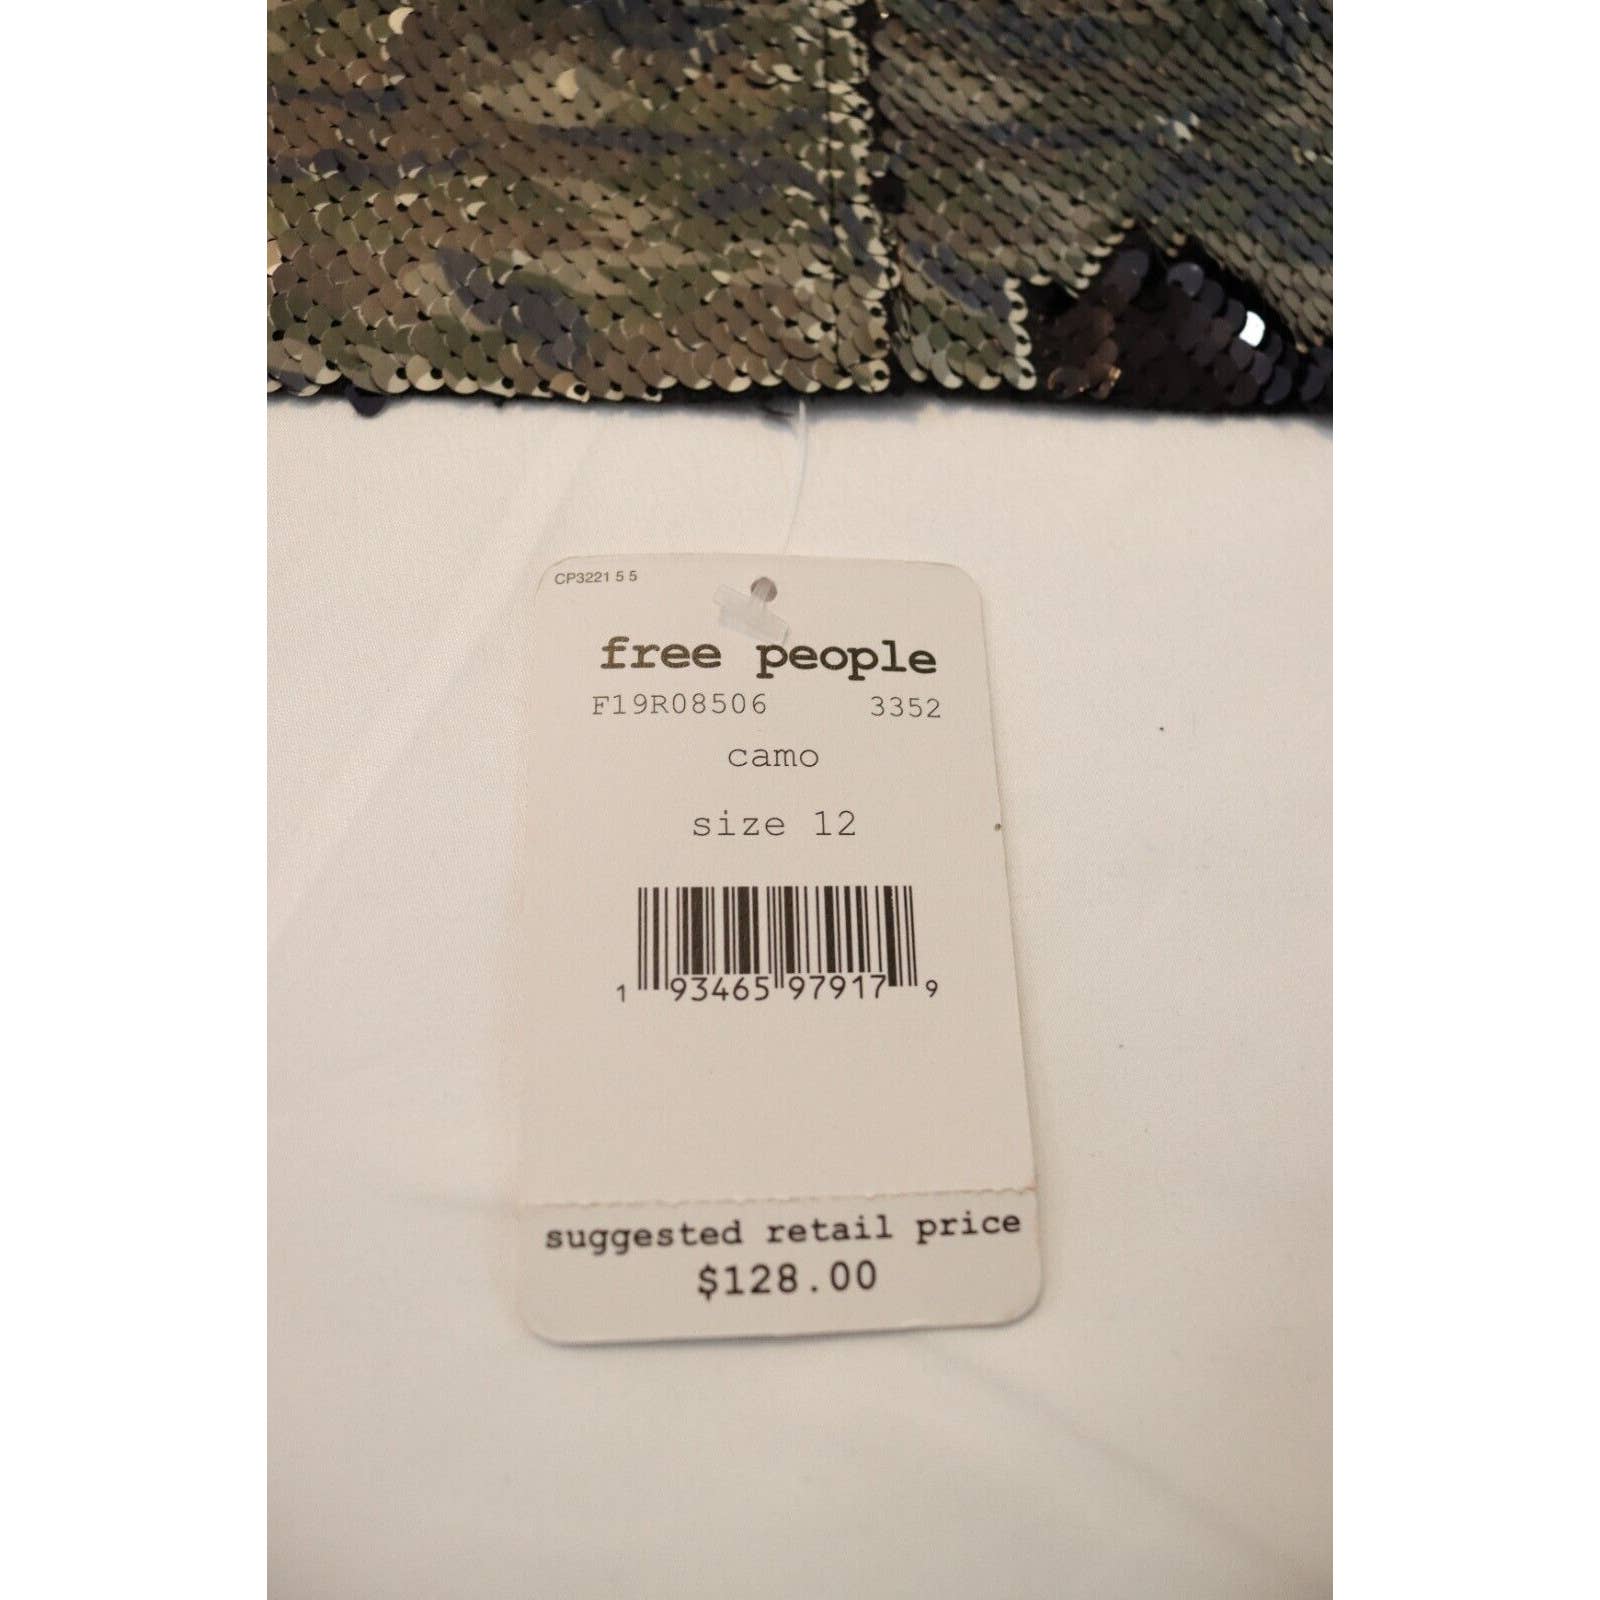 CP3221 5 5
free people
F19R08506 3352
camo
size 12
1 93465 97917 9
suggested retail price
$128.00